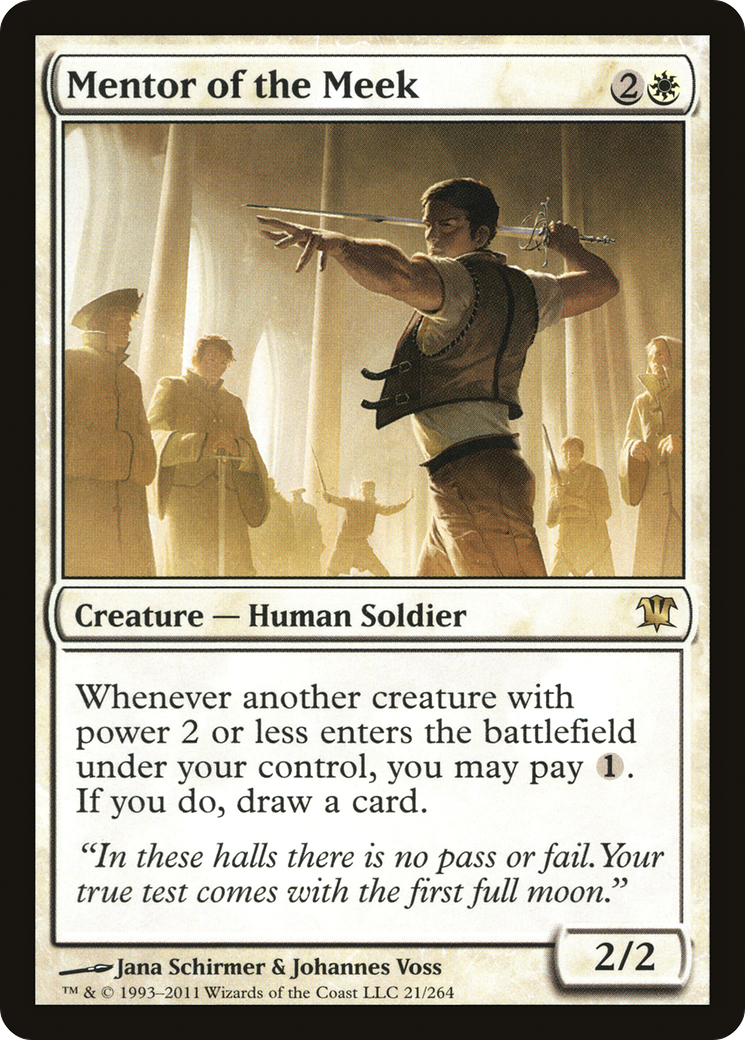 Mentor of the Meek 2
Creature — Human Soldier
Whenever another creature with
power 2 or less enters the battlefield
under your control, you may pay 1.
If you do, draw a card.
“In these halls there is no pass or fail. Your
true test comes with the first full moon.”
2/2
Jana Schirmer & Johannes Voss
™ & © 1993–2011 Wizards of the Coast LLC 21/264